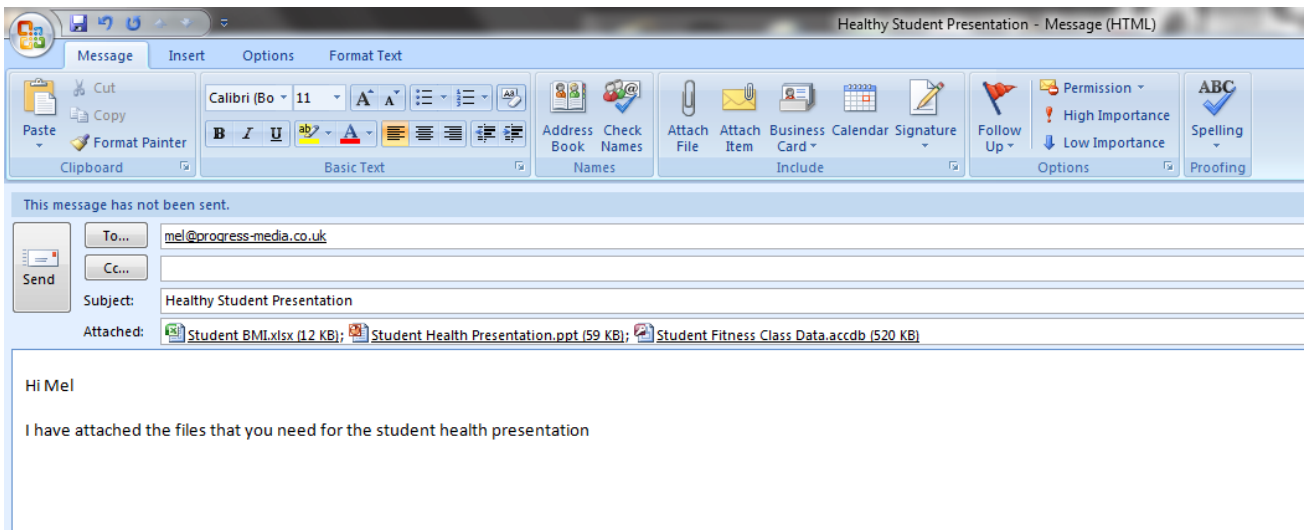 Healthy Student Presentation - Message (HTML)
Message Insert Options Format Text
Cut
Copy
Format Painter
Paste
Clipboard
Calibri (Bo 11 A A
B I U ab A
Basic Text
Address Book
Check Names
Names
Attach File
Attach Item
Business Card
Calendar
Signature
Include
Follow Up
Permission
High Importance
Low Importance
Options
ABC
Spelling
Proofing
This message has not been sent.
Send
To... mel@progress-media.co.uk
Cc...
Subject: Healthy Student Presentation
Attached: Student BMI.xlsx (12 KB); Student Health Presentation.ppt (59 KB); Student Fitness Class Data.accdb (520 KB)
Hi Mel
I have attached the files that you need for the student health presentation